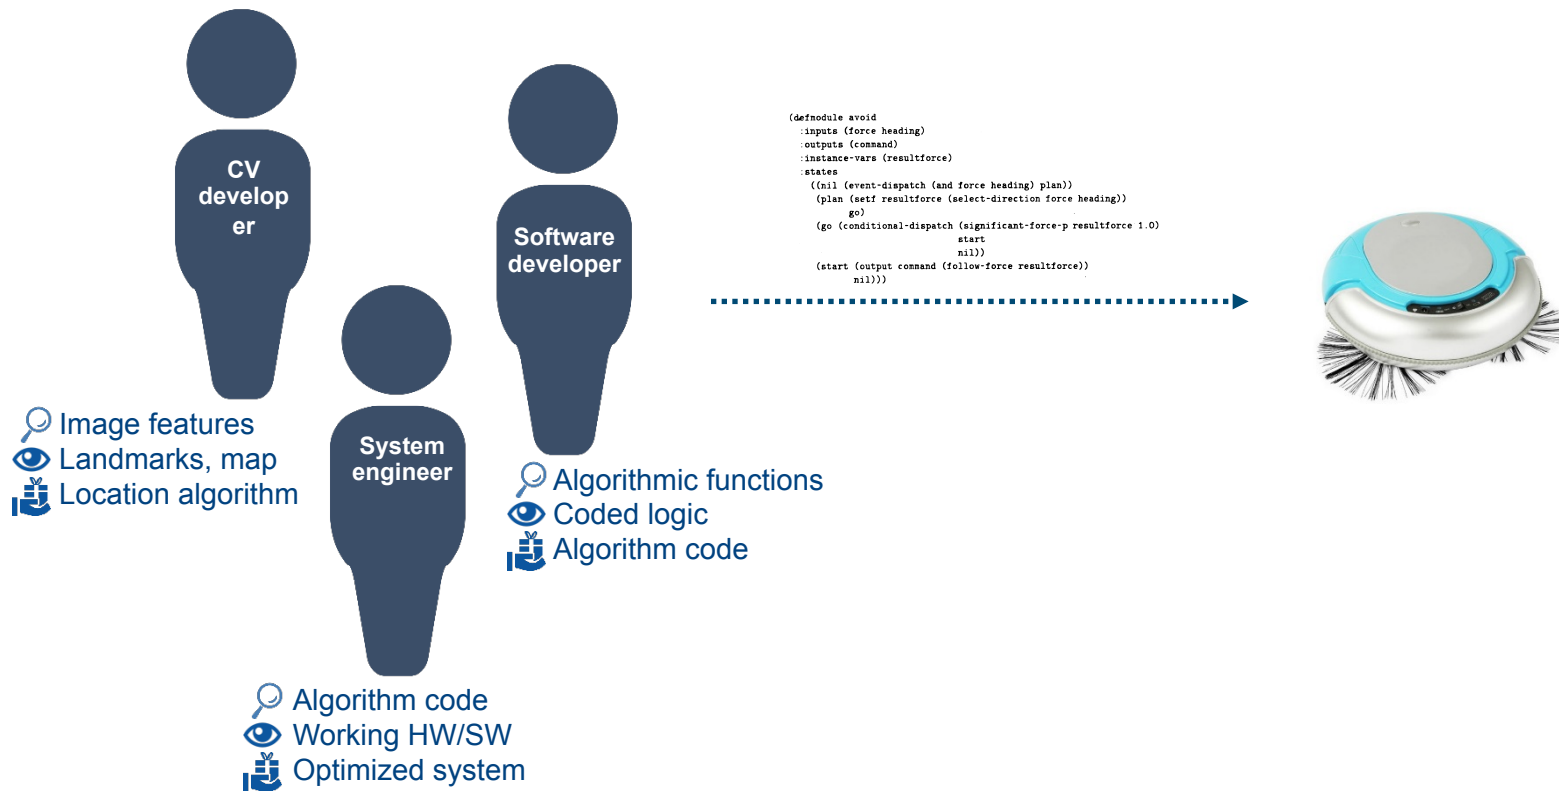 CV
develop
er
Image features
Landmarks, map
Location algorithm
System
engineer
Algorithm code
Working HW/SW
Optimized system
Software
developer
Algorithmic functions
Coded logic
Algorithm code
(defmodule avoid
:inputs (force heading)
:outputs (command)
:instance-vars (resultforce)
:states
((nil (event-dispatch (and force heading) plan))
(plan (setf resultforce (select-direction force heading))
go)
(go (conditional-dispatch (significant-force-p resultforce 1.0)
start
nil))
(start (output command (follow-force resultforce))
nil)))